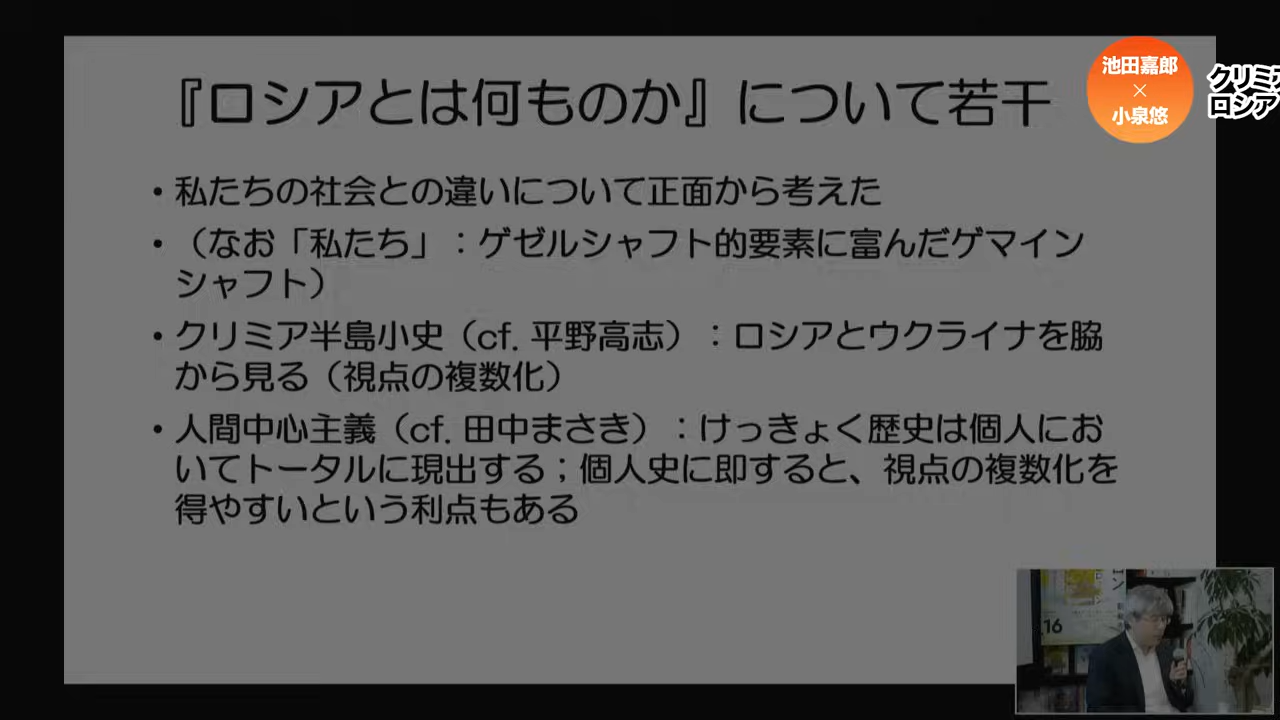 『ロシアとは何ものか』について若干
池田嘉郎
×
小泉悠
クリミ
ロシア
・私たちの社会との違いについて正面から考えた
・（なお「私たち」：ゲゼルシャフト的要素に富んだゲマイン
シャフト）
・クリミア半島小史（cf. 平野高志）：ロシアとウクライナを脇
から見る（視点の複数化）
・人間中心主義（cf. 田中まさき）：けっきょく歴史は個人にお
いてトータルに現出する；個人史に即すると、視点の複数化を
得やすいという利点もある
16